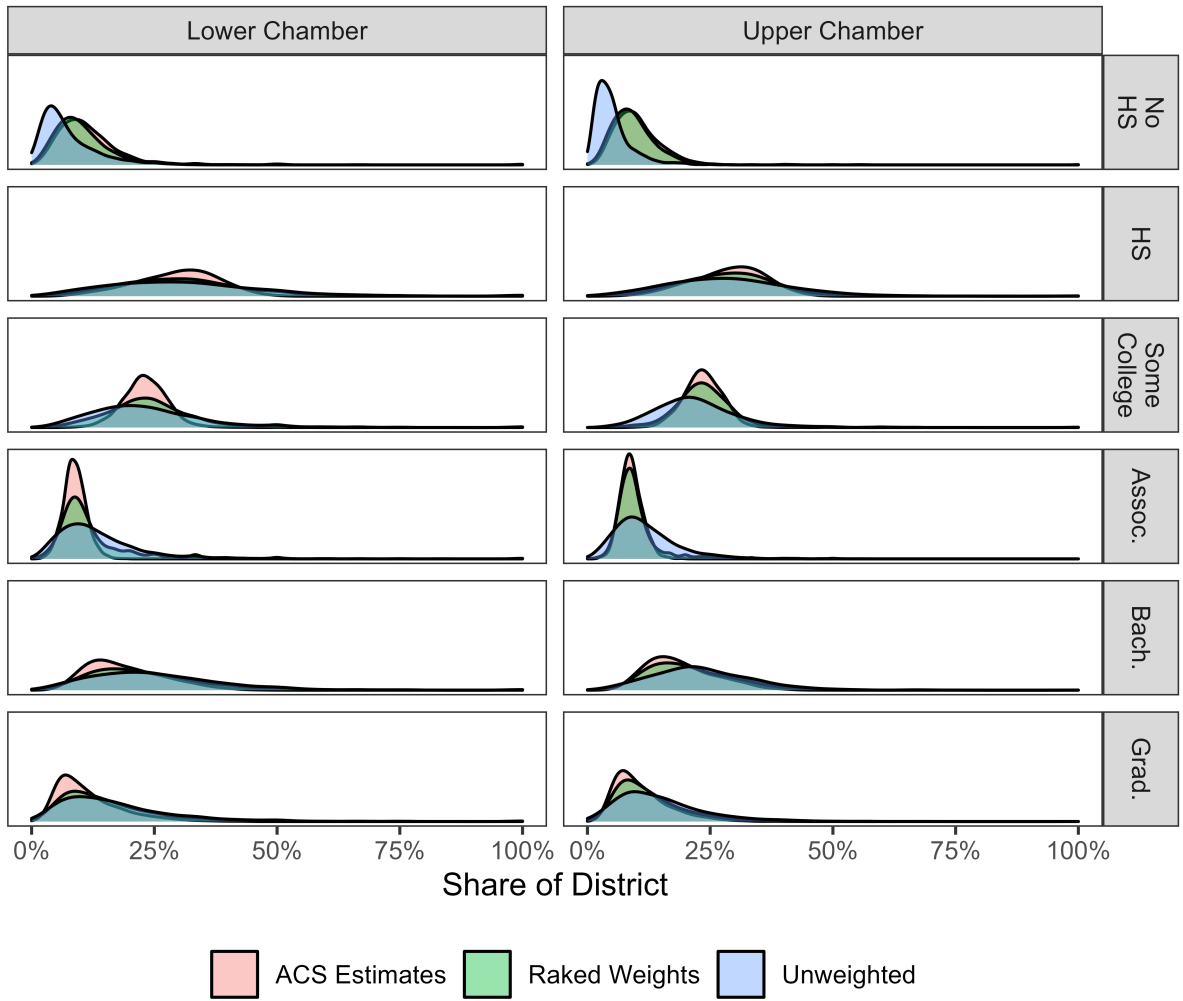 Lower Chamber
Upper Chamber
No
HS
HS
Some
College
Assoc.
Bach.
Grad.
0% 25% 50% 75% 100% 0% 25% 50% 75% 100%
Share of District
ACS Estimates Raked Weights Unweighted